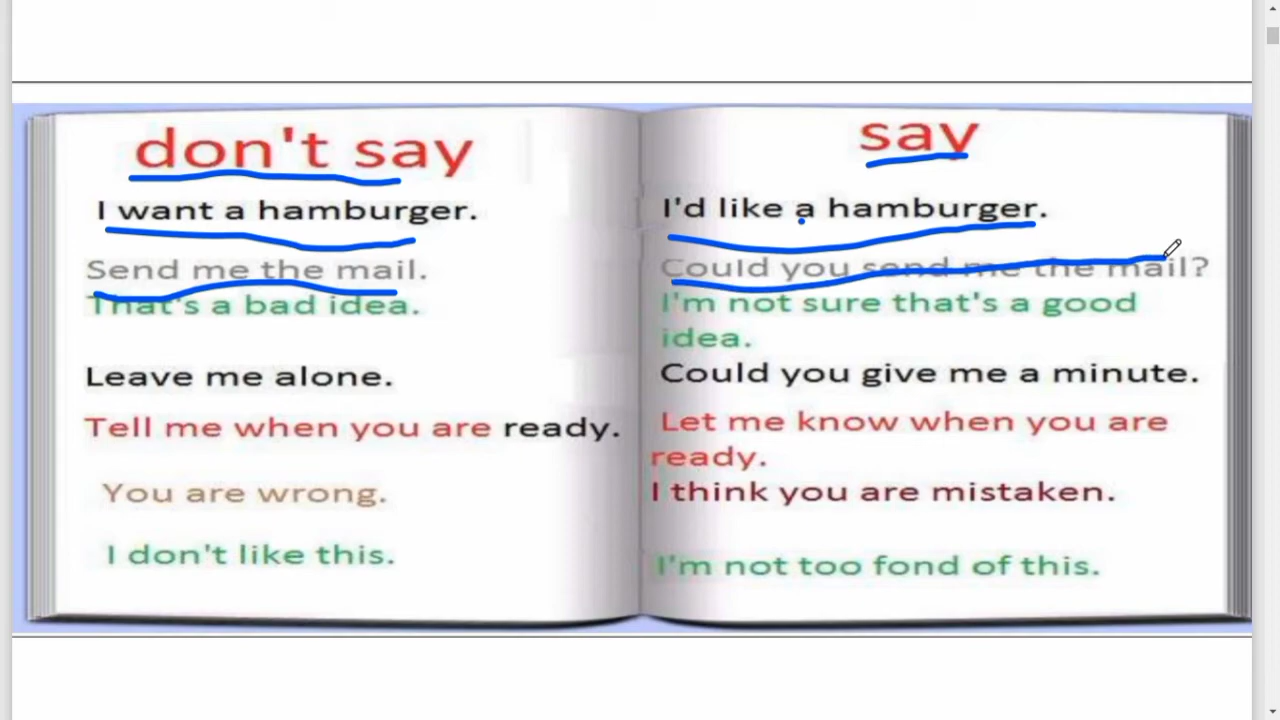 don't say
I want a hamburger.
Send me the mail.
That's a bad idea.
Leave me alone.
Tell me when you are ready.
You are wrong.
I don't like this.
say
I'd like a hamburger.
Could you send me the mail?
I'm not sure that's a good
idea.
Could you give me a minute.
Let me know when you are
ready.
I think you are mistaken.
I'm not too fond of this.